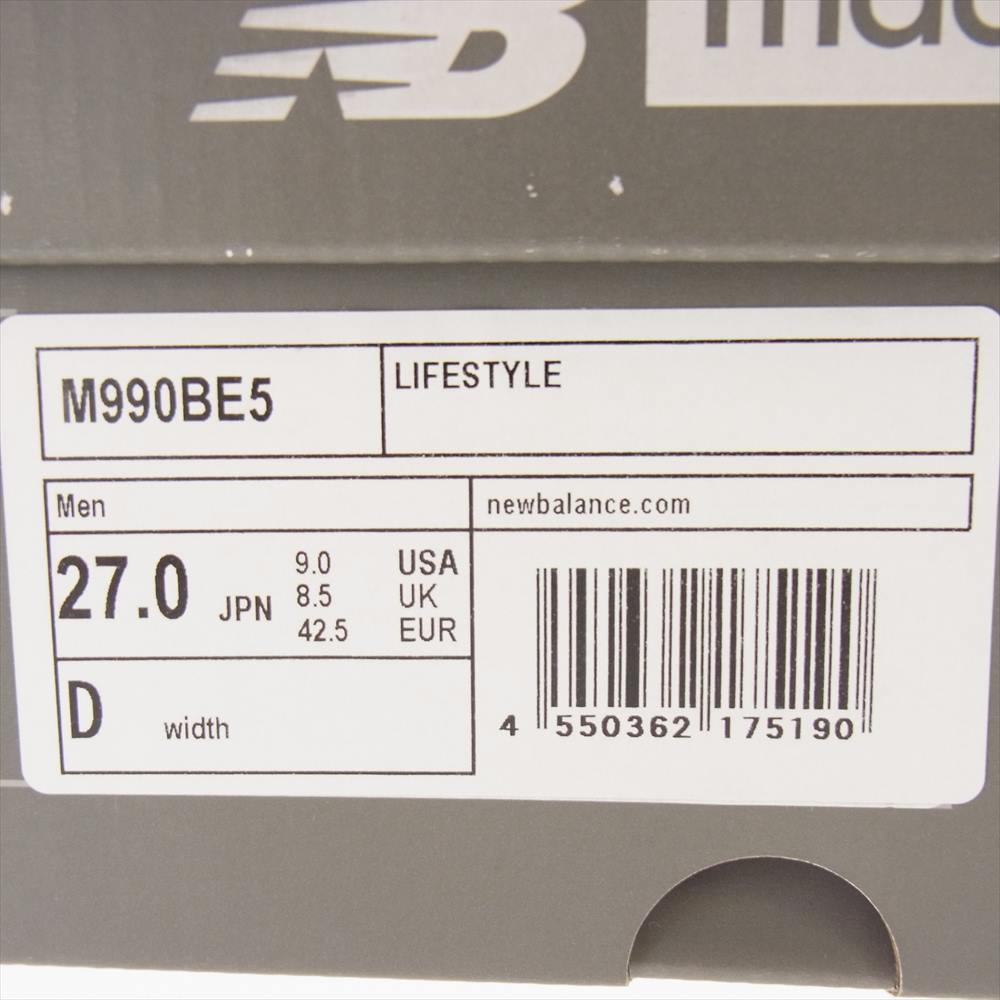 NB
M990BE5
LIFESTYLE
Men
newbalance.com
27.0 JPN
9.0 USA
8.5 UK
42.5 EUR
D width
4 550362 175190